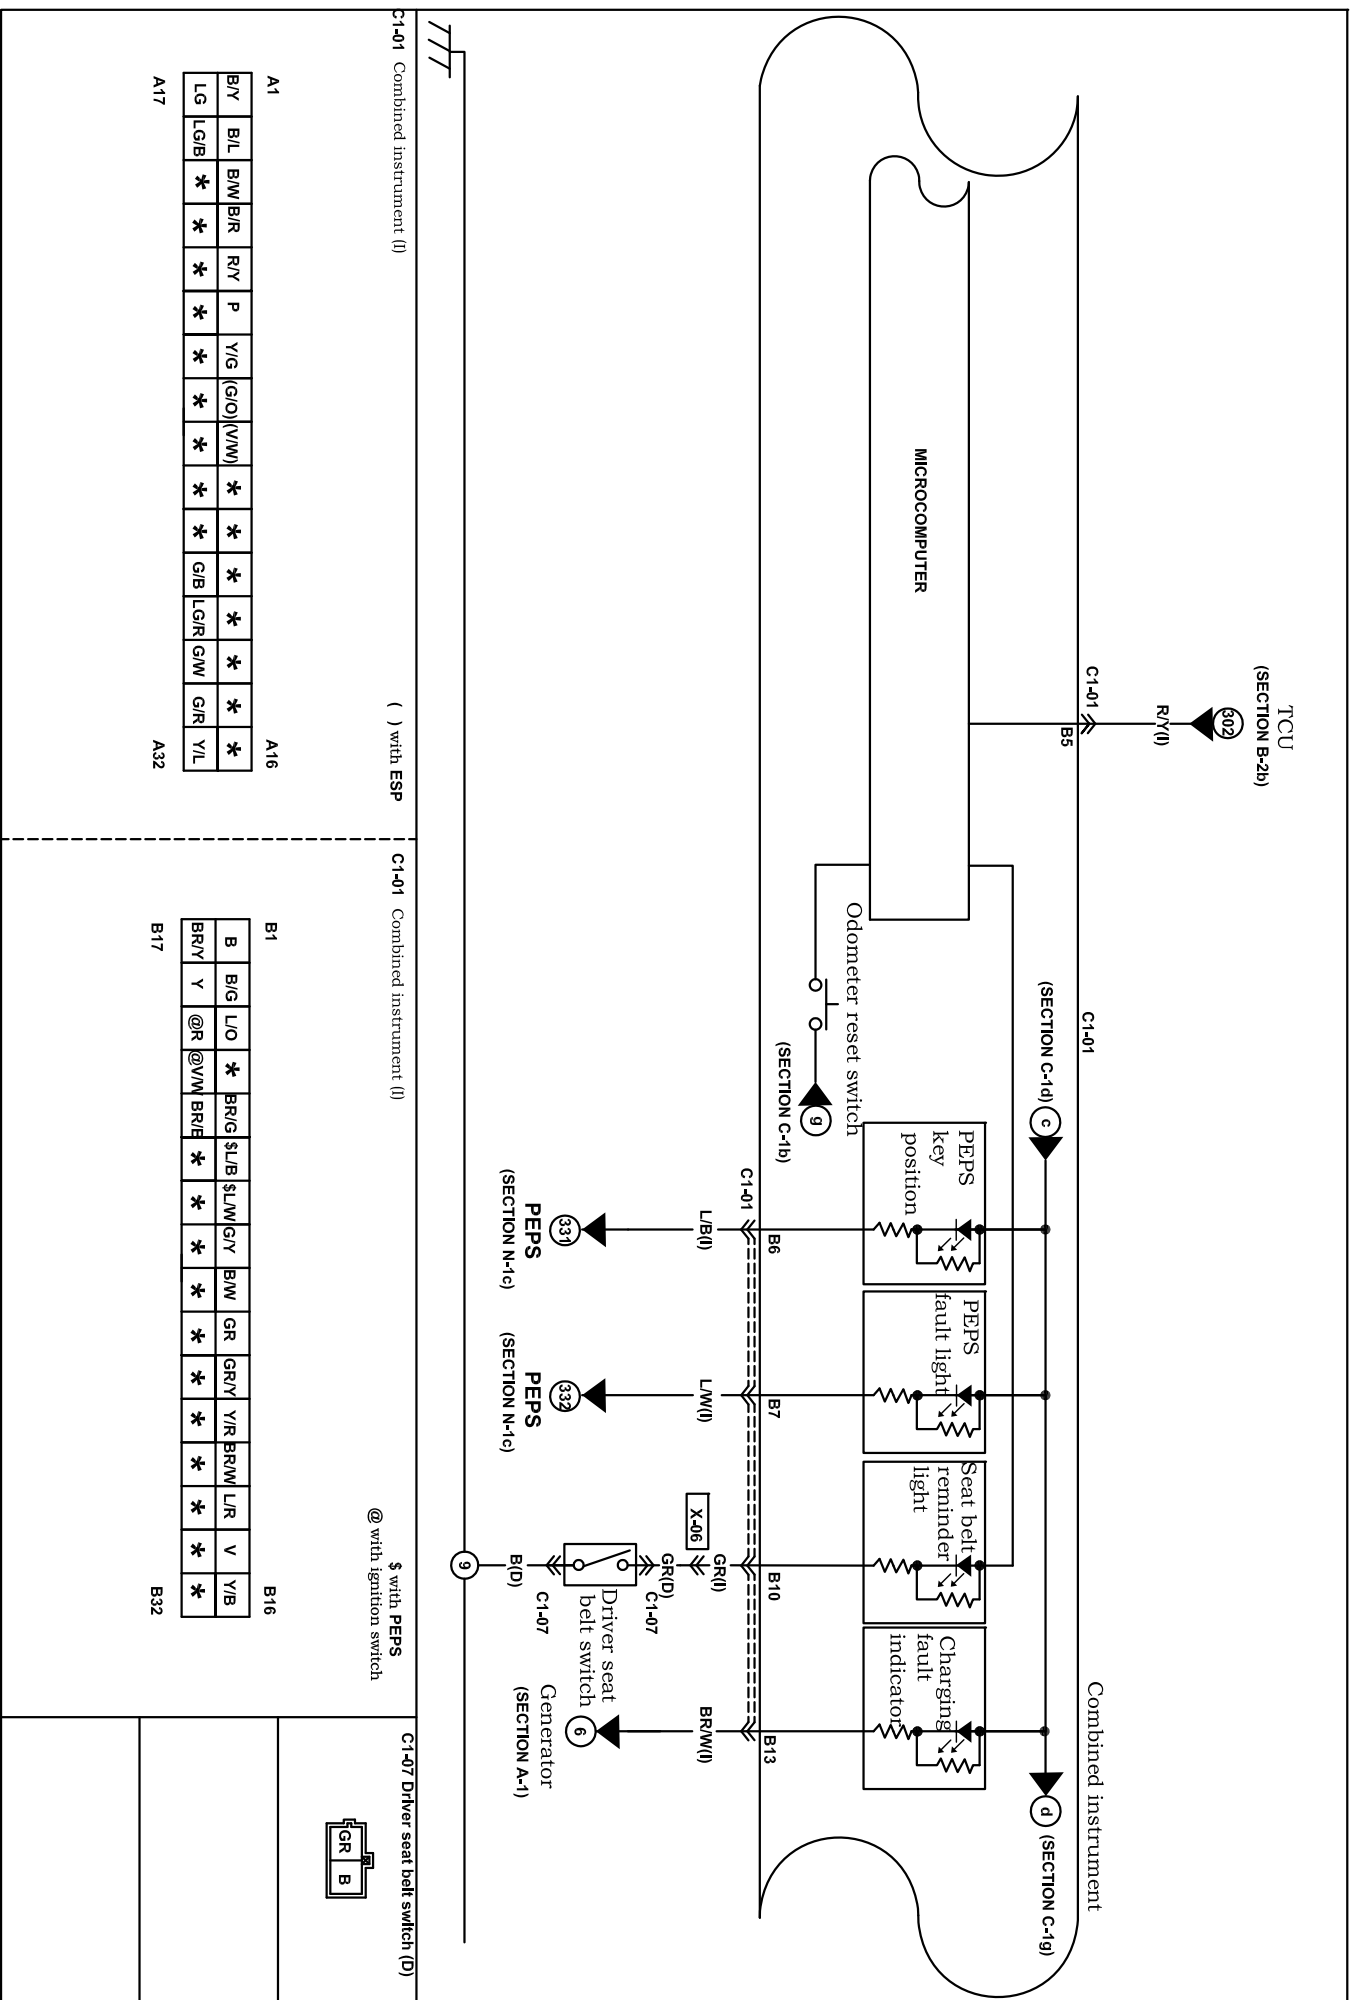 TCU
(SECTION B-2b)
302
R/Y(I)
C1-01
B5
C1-01
Combined instrument
(SECTION C-1d)
c
d
(SECTION C-1g)
MICROCOMPUTER
Odometer reset switch
g
(SECTION C-1b)
PEPS
key
position
PEPS
fault light
Seat belt
reminder
light
Charging
fault
indicator
C1-01
B6
B7
B10
B13
L/B(I)
L/W(I)
GR(I)
BR/W(I)
X-06
GR(D)
C1-07
331
PEPS
(SECTION N-1c)
332
PEPS
(SECTION N-1c)
Driver seat
belt switch
C1-07
B(D)
9
6
Generator
(SECTION A-1)
C1-01 Combined instrument (I)
( ) with ESP
A1
A16
B/Y B/L B/W B/R R/Y P Y/G (G/O) (V/W) * * * * * * *
LG LG/B * * * * * * * * * G/B LG/R G/W G/R Y/L
A17
A32
C1-01 Combined instrument (I)
$ with PEPS
@ with ignition switch
B1
B16
B B/G L/O * BR/G $L/B $L/W G/Y B/W GR GR/Y Y/R BR/W L/R V Y/B
BR/Y Y @R @V/W BR/B * * * * * * * * * * *
B17
B32
C1-07 Driver seat belt switch (D)
GR B